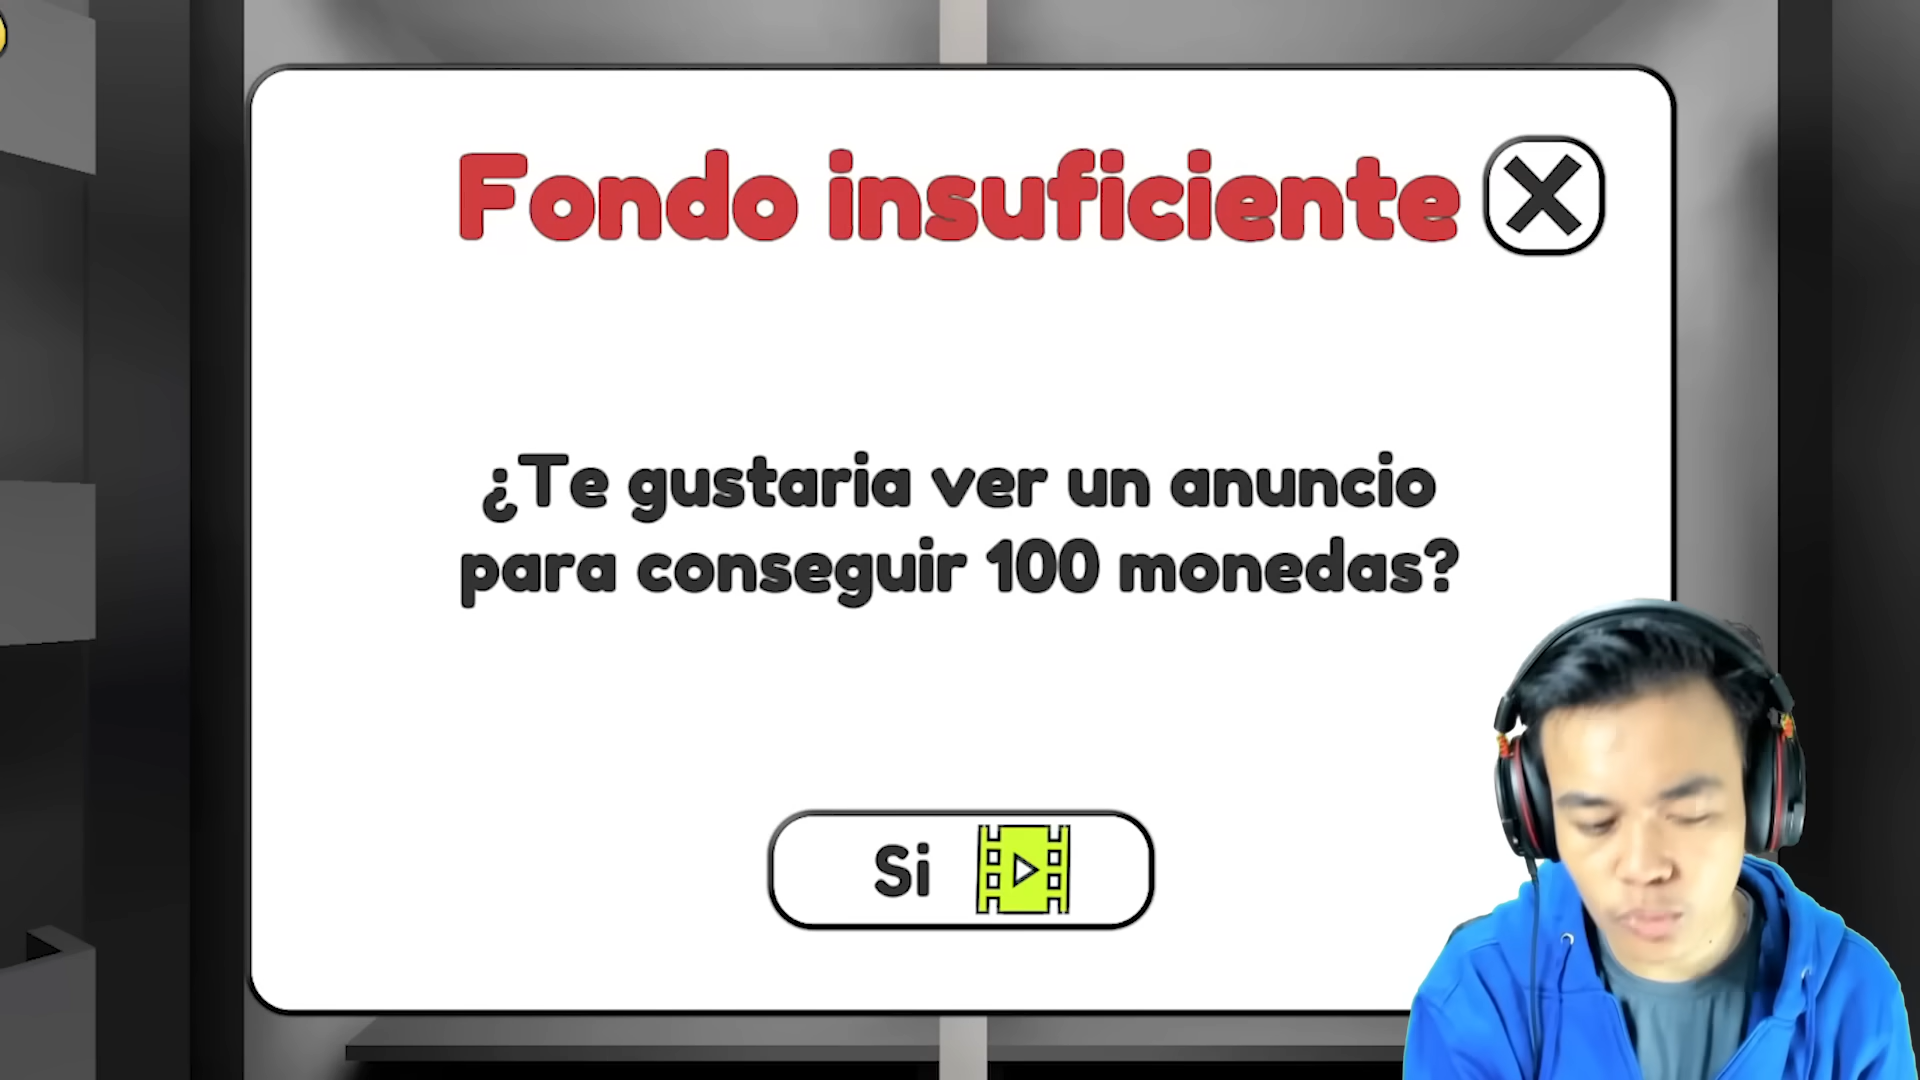 Fondo insuficiente
¿Te gustaria ver un anuncio
para conseguir 100 monedas?
Si